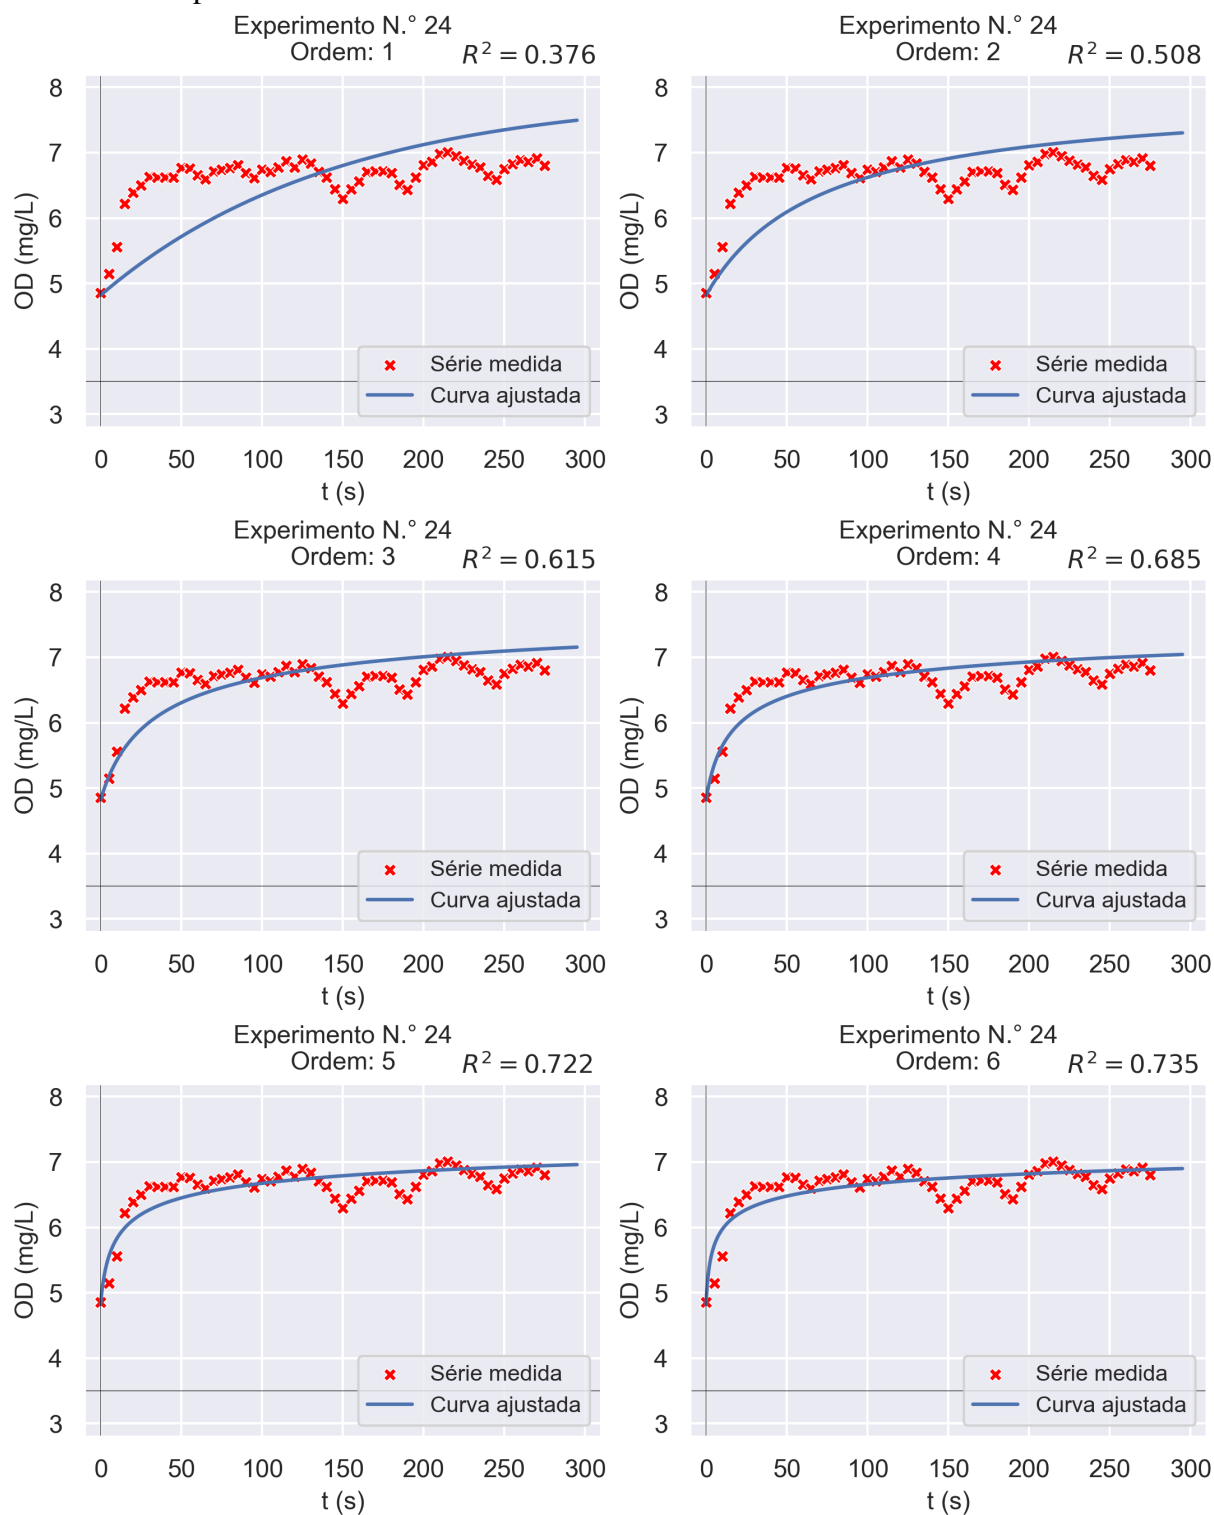 Experimento N.° 24
Ordem: 1 R² = 0.376
8
7
6
5
4
3
OD (mg/L)
Série medida
Curva ajustada
0 50 100 150 200 250 300
t (s)
Experimento N.° 24
Ordem: 2 R² = 0.508
8
7
6
5
4
3
OD (mg/L)
Série medida
Curva ajustada
0 50 100 150 200 250 300
t (s)
Experimento N.° 24
Ordem: 3 R² = 0.615
8
7
6
5
4
3
OD (mg/L)
Série medida
Curva ajustada
0 50 100 150 200 250 300
t (s)
Experimento N.° 24
Ordem: 4 R² = 0.685
8
7
6
5
4
3
OD (mg/L)
Série medida
Curva ajustada
0 50 100 150 200 250 300
t (s)
Experimento N.° 24
Ordem: 5 R² = 0.722
8
7
6
5
4
3
OD (mg/L)
Série medida
Curva ajustada
0 50 100 150 200 250 300
t (s)
Experimento N.° 24
Ordem: 6 R² = 0.735
8
7
6
5
4
3
OD (mg/L)
Série medida
Curva ajustada
0 50 100 150 200 250 300
t (s)